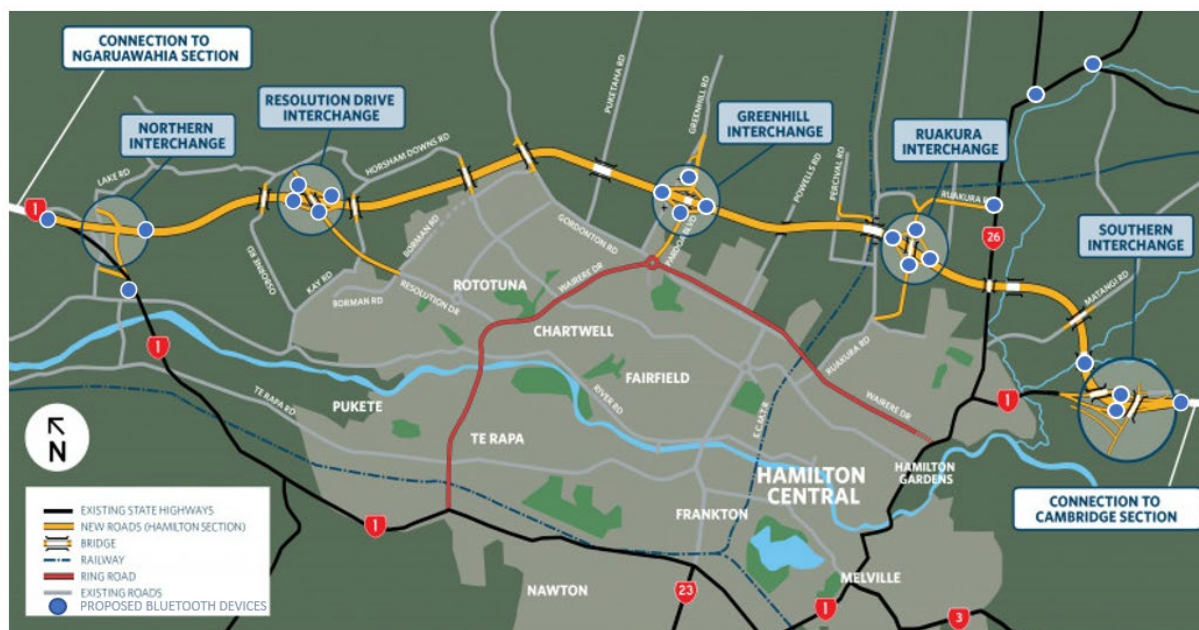 CONNECTION TO
NGARUAWAHIA SECTION
RESOLUTION DRIVE
INTERCHANGE
NORTHERN
INTERCHANGE
GREENHILL
INTERCHANGE
RUAKURA
INTERCHANGE
SOUTHERN
INTERCHANGE
PUKETAHA RD
GREENHILL RD
LAKE RD
HORSHAM DOWNS RD
POWELLS RD
PERCIVAL RD
RUAKURA
1
26
OSBORNE RD
KAY RD
BORMAN RD
GORDONTON RD
PARDOA BLVD
MATANGI RD
BORMAN RD
RESOLUTION DR
ROTOTUNA
WAIRERE DR
CHARTWELL
1
FAIRFIELD
RUAKURA RD
TE RAPA RD
PUKETE
RIVER RD
E.C.M.T.R
WAIRERE DR
1
N
TE RAPA
HAMILTON
CENTRAL
HAMILTON
GARDENS
CONNECTION TO
CAMBRIDGE SECTION
FRANKTON
1
NAWTON
23
MELVILLE
1
3
EXISTING STATE HIGHWAYS
NEW ROADS (HAMILTON SECTION)
BRIDGE
RAILWAY
RING ROAD
EXISTING ROADS
PROPOSED BLUETOOTH DEVICES